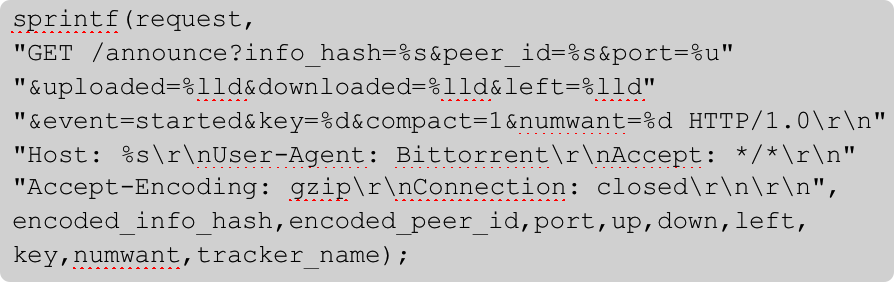 sprintf(request,
"GET /announce?info_hash=%s&peer_id=%s&port=%u"
"&uploaded=%lld&downloaded=%lld&left=%lld"
"&event=started&key=%d&compact=1&numwant=%d HTTP/1.0\r\n"
"Host: %s\r\nUser-Agent: Bittorrent\r\nAccept: */*\r\n"
"Accept-Encoding: gzip\r\nConnection: closed\r\n\r\n",
encoded_info_hash,encoded_peer_id,port,up,down,left,
key,numwant,tracker_name);